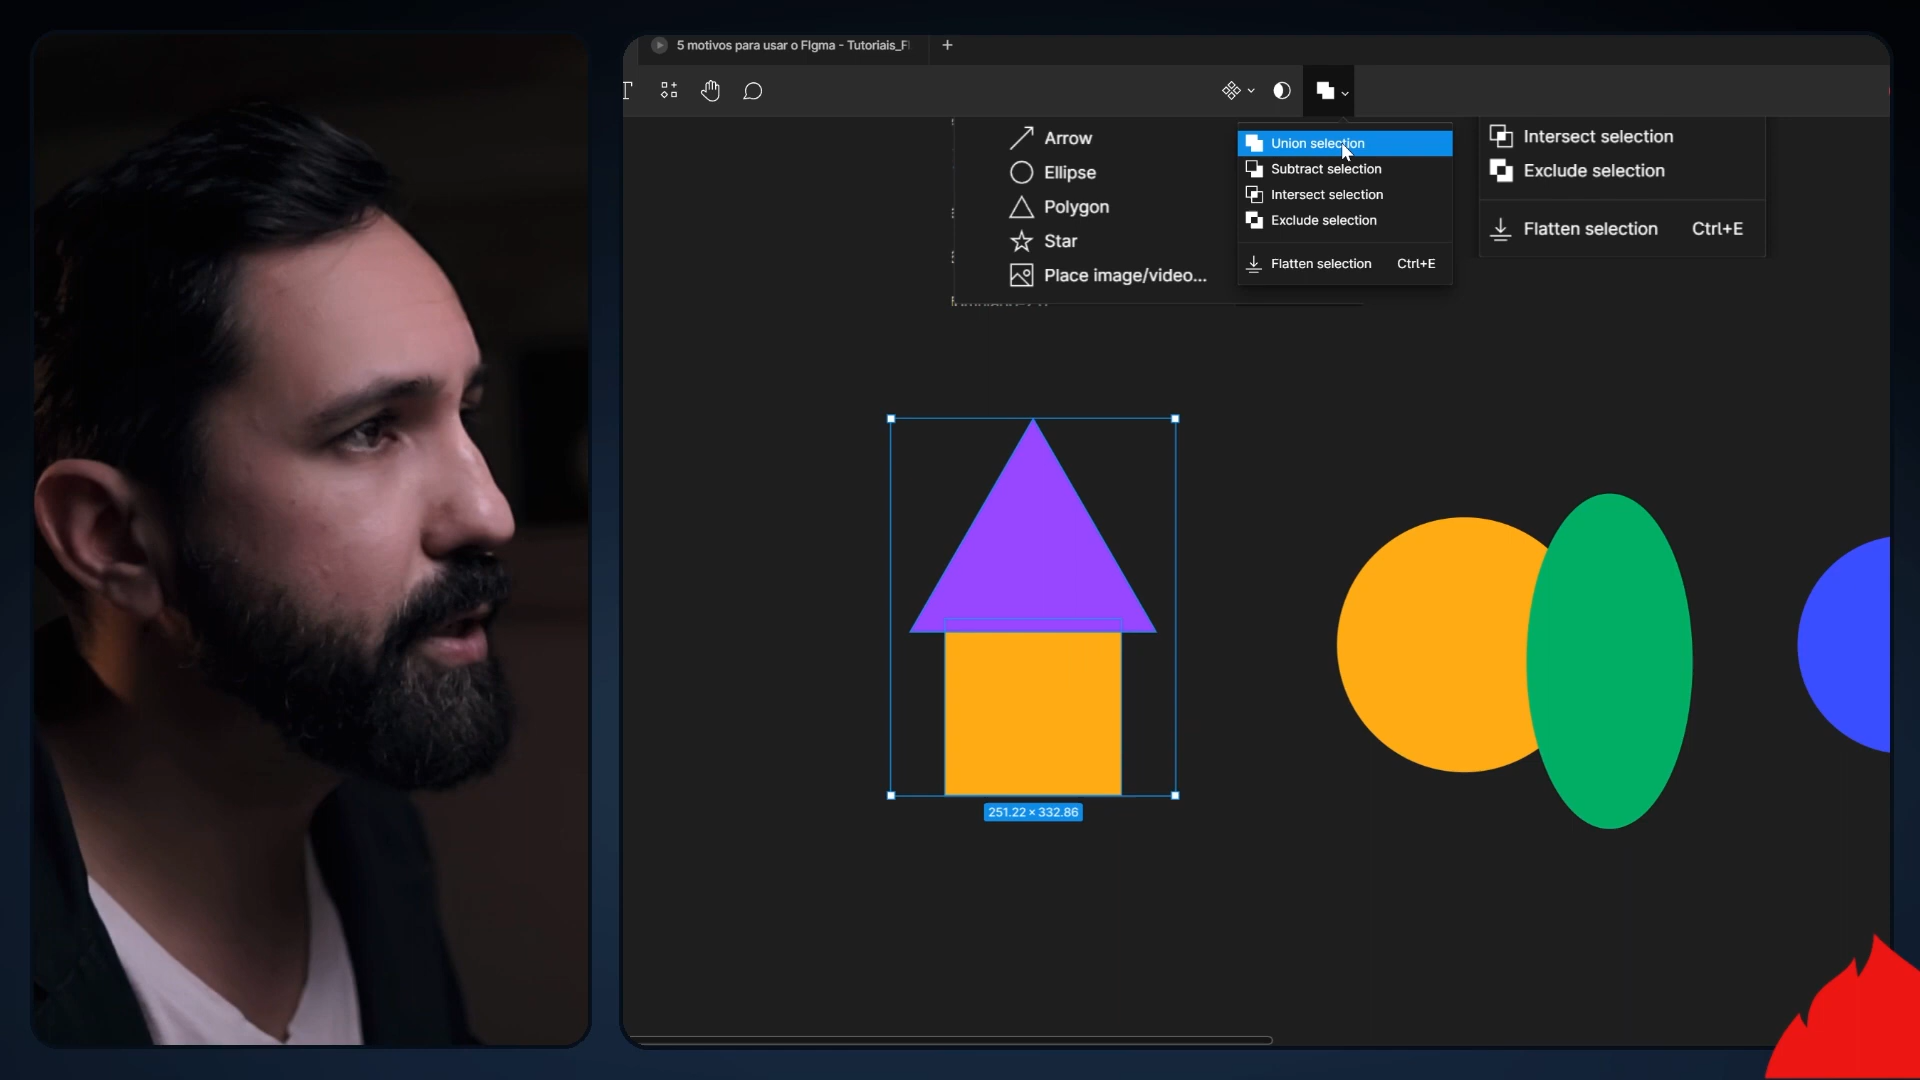 5 motivos para usar o FIgma - Tutoriais_F
Arrow
Ellipse
Polygon
Star
Place image/video...
Union selection
Subtract selection
Intersect selection
Exclude selection
Flatten selection Ctrl+E
Intersect selection
Exclude selection
Flatten selection Ctrl+E
251.22 × 332.86